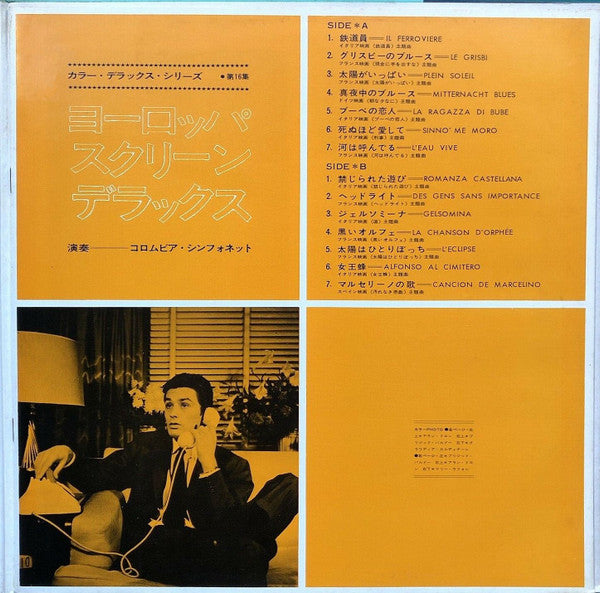 カラー・デラックス・シリーズ ●第16集
ヨーロッパ
スクリーン
デラックス
演奏———コロムビア・シンフォネット
SIDE＊A
1. 鉄道員══IL FERROVIERE
イタリア映画《鉄道員》主題曲
2. グリスビーのブルース══LE GRISBI
フランス映画《現金に手を出すな》主題曲
3. 太陽がいっぱい══PLEIN SOLEIL
フランス映画《太陽がいっぱい》主題曲
4. 真夜中のブルース══MITTERNACHT BLUES
ドイツ映画《朝なきなに》主題曲
5. ブーベの恋人══LA RAGAZZA DI BUBE
イタリア映画《ブーベの恋人》主題曲
6. 死ぬほど愛して══SINNO' ME MORO
イタリア映画《刑事》主題曲
7. 河は呼んでる══L'EAU VIVE
フランス映画《河は呼んでる》主題曲
SIDE＊B
1. 禁じられた遊び══ROMANZA CASTELLANA
イタリア映画《禁じられた遊び》主題曲
2. ヘッドライト══DES GENS SANS IMPORTANCE
フランス映画《ヘッドライト》主題曲
3. ジェルソミーナ══GELSOMINA
イタリア映画《道》主題曲
4. 黒いオルフェ══LA CHANSON D'ORPHÉE
フランス映画《黒いオルフェ》主題曲
5. 太陽はひとりぼっち══L'ECLIPSE
フランス映画《太陽はひとりぼっち》主題曲
6. 女王蜂══ALFONSO AL CIMITERO
イタリア映画《女王蜂》主題曲
7. マルセリーノの歌══CANCION DE MARCELINO
スペイン映画《汚れなき悪戯》主題曲
カラーPHOTO ●